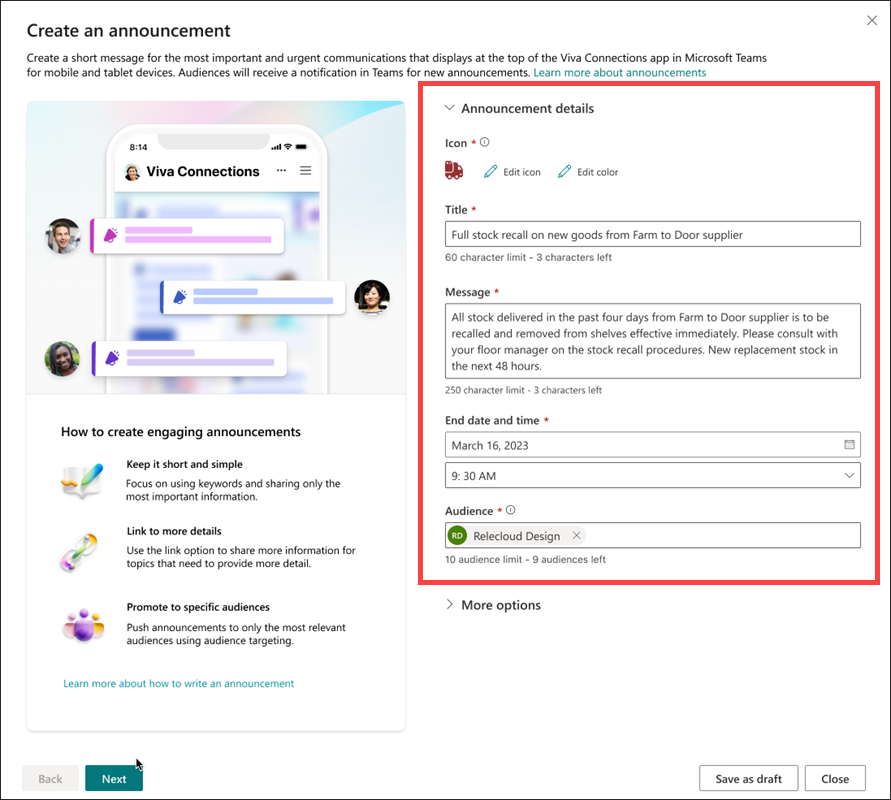 Create an announcement
Create a short message for the most important and urgent communications that displays at the top of the Viva Connections app in Microsoft Teams
for mobile and tablet devices. Audiences will receive a notification in Teams for new announcements. Learn more about announcements
8:14
Viva Connections
How to create engaging announcements
Keep it short and simple
Focus on using keywords and sharing only the
most important information.
Link to more details
Use the link option to share more information for
topics that need to provide more detail.
Promote to specific audiences
Push announcements to only the most relevant
audiences using audience targeting.
Learn more about how to write an announcement
Announcement details
Icon *
Edit icon
Edit color
Title *
Full stock recall on new goods from Farm to Door supplier
60 character limit - 3 characters left
Message *
All stock delivered in the past four days from Farm to Door supplier is to be
recalled and removed from shelves effective immediately. Please consult with
your floor manager on the stock recall procedures. New replacement stock in
the next 48 hours.
250 character limit - 3 characters left
End date and time *
March 16, 2023
9: 30 AM
Audience *
RD Relecloud Design
10 audience limit - 9 audiences left
More options
Back
Next
Save as draft
Close